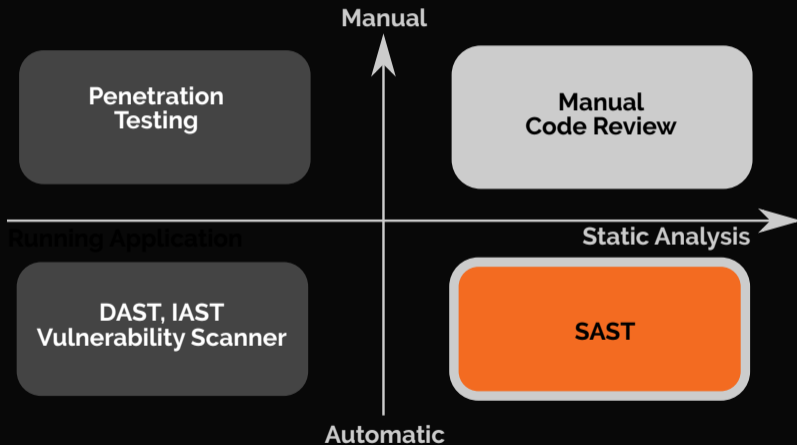 Manual
Penetration
Testing
Manual
Code Review
Running Application
Static Analysis
DAST, IAST
Vulnerability Scanner
SAST
Automatic